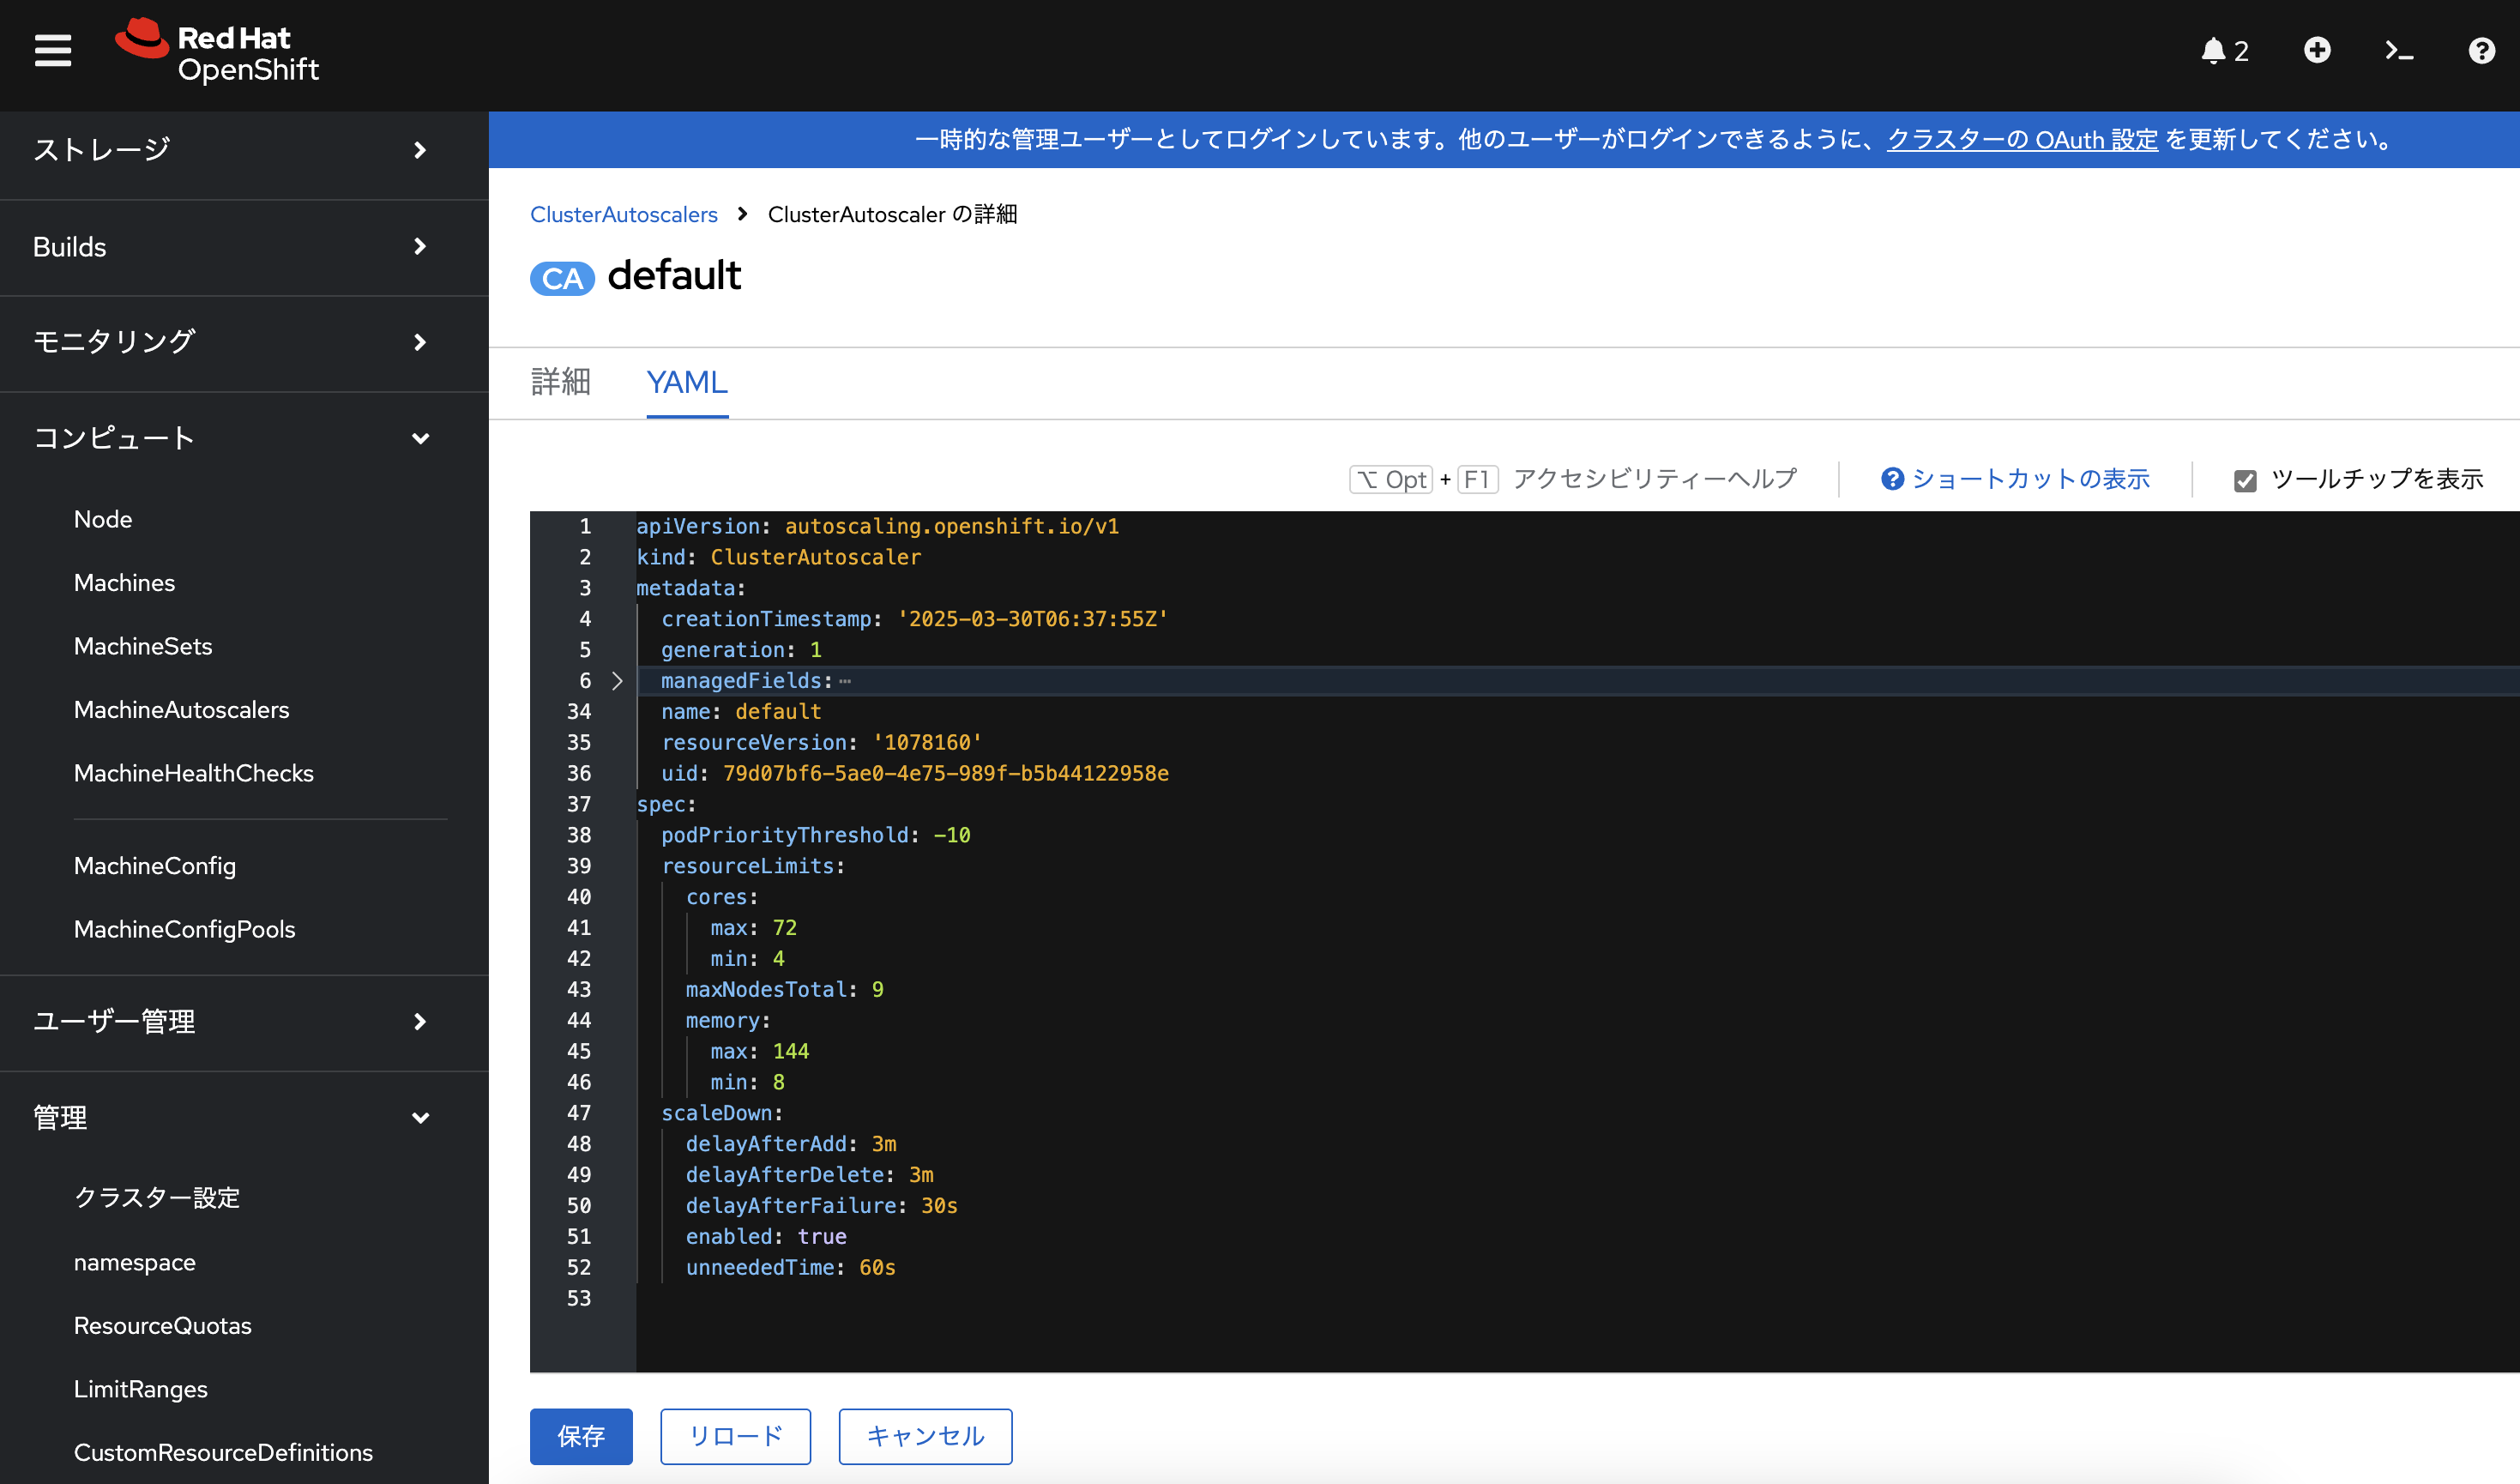 Red Hat
OpenShift
2
ストレージ
Builds
モニタリング
コンピュート
Node
Machines
MachineSets
MachineAutoscalers
MachineHealthChecks
MachineConfig
MachineConfigPools
ユーザー管理
管理
クラスター設定
namespace
ResourceQuotas
LimitRanges
CustomResourceDefinitions
一時的な管理ユーザーとしてログインしています。他のユーザーがログインできるように、クラスターの OAuth 設定 を更新してください。
ClusterAutoscalers > ClusterAutoscaler の詳細
CA default
詳細 YAML
⌥ Opt + F1 アクセシビリティーヘルプ ショートカットの表示 ツールチップを表示
1 apiVersion: autoscaling.openshift.io/v1
2 kind: ClusterAutoscaler
3 metadata:
4 creationTimestamp: '2025-03-30T06:37:55Z'
5 generation: 1
6 managedFields: ⋯
34 name: default
35 resourceVersion: '1078160'
36 uid: 79d07bf6-5ae0-4e75-989f-b5b44122958e
37 spec:
38 podPriorityThreshold: -10
39 resourceLimits:
40 cores:
41 max: 72
42 min: 4
43 maxNodesTotal: 9
44 memory:
45 max: 144
46 min: 8
47 scaleDown:
48 delayAfterAdd: 3m
49 delayAfterDelete: 3m
50 delayAfterFailure: 30s
51 enabled: true
52 unneededTime: 60s
53
保存 リロード キャンセル